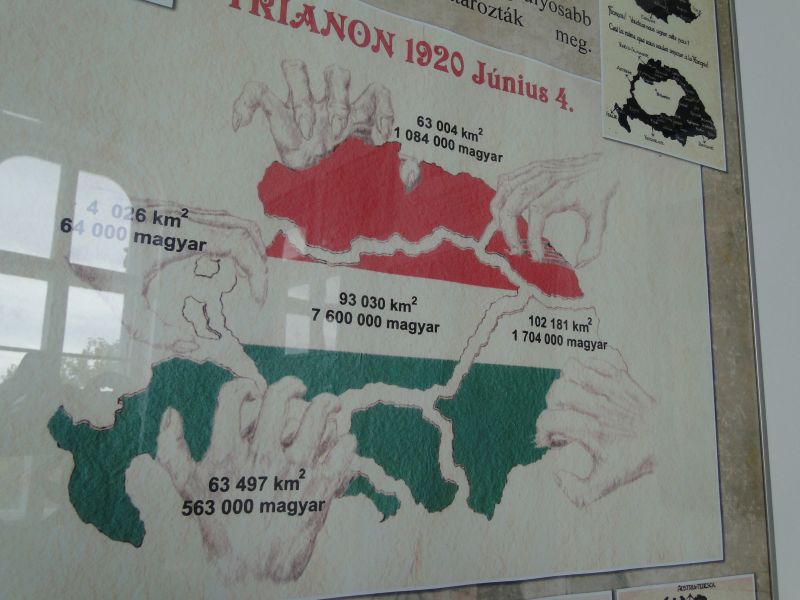 meg.
TRIANON 1920 Június 4.
63 004 km²
1 084 000 magyar
4 026 km²
64 000 magyar
93 030 km²
7 600 000 magyar
102 181 km²
1 704 000 magyar
63 497 km²
563 000 magyar